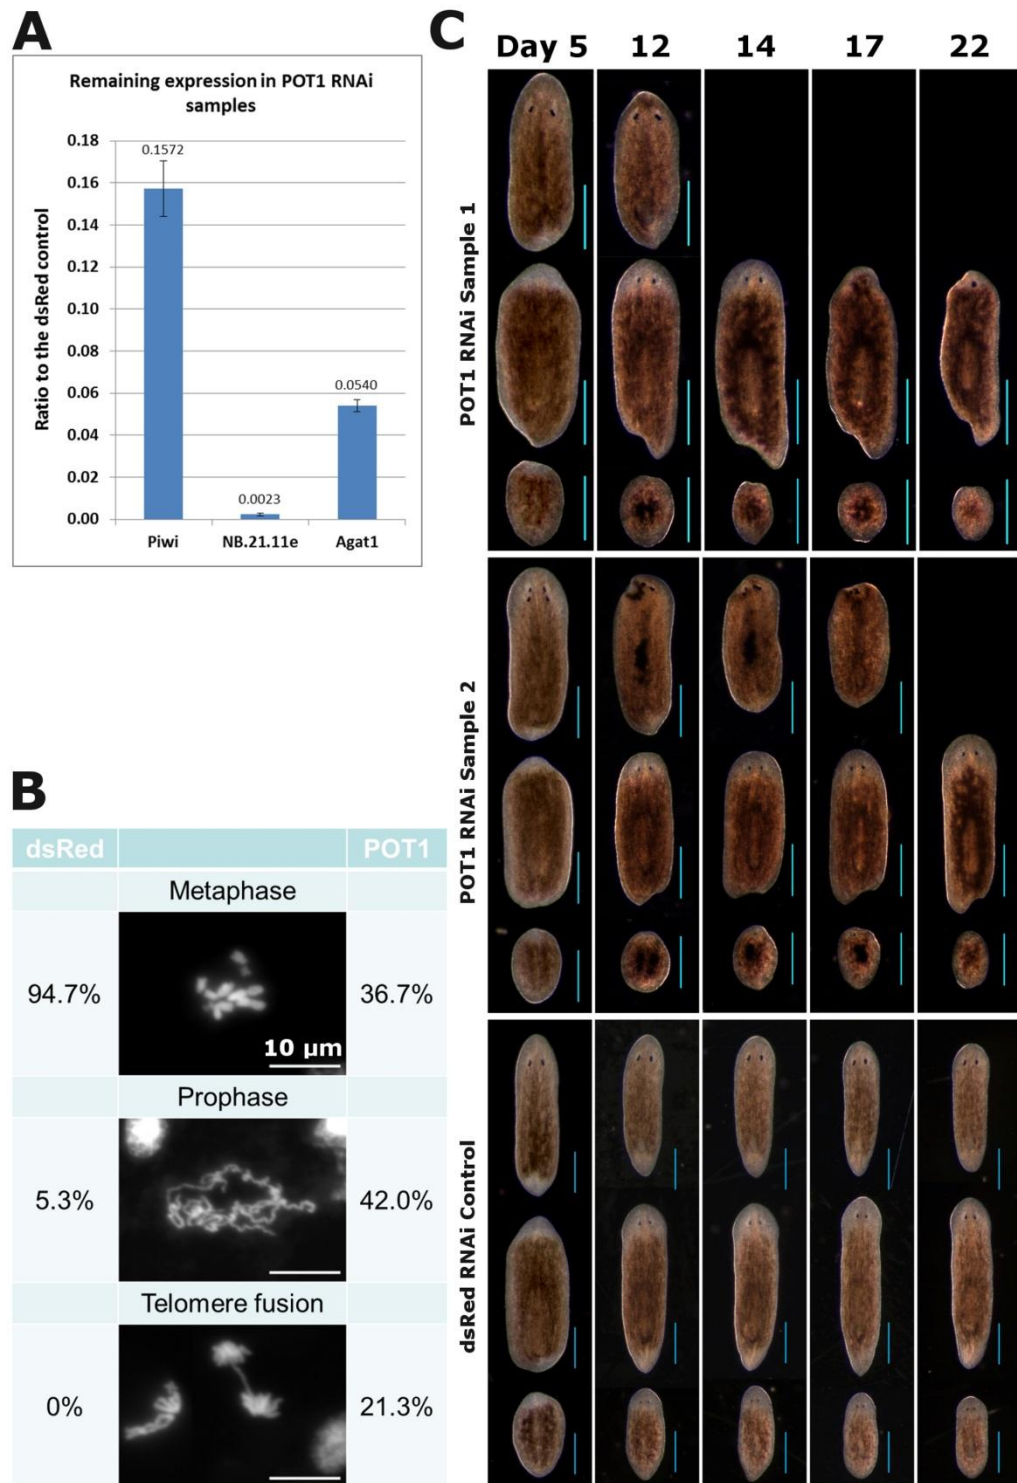 A
Remaining expression in POT1 RNAi
samples
Ratio to the dsRed control
0.18
0.16
0.14
0.12
0.10
0.08
0.06
0.04
0.02
0.00
0.1572
0.0023
0.0540
Piwi NB.21.11e Agat1
B
dsRed POT1
Metaphase
94.7% 36.7%
10 µm
Prophase
5.3% 42.0%
Telomere fusion
0% 21.3%
C
Day 5 12 14 17 22
POT1 RNAi Sample 1
POT1 RNAi Sample 2
dsRed RNAi Control